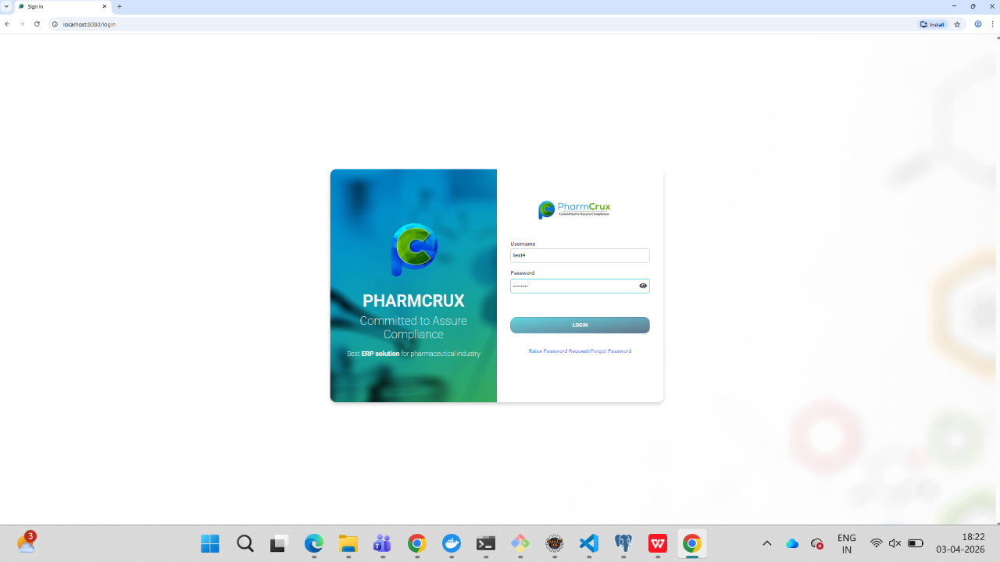 Sign in
localhost:8080/login
Install
PharmCrux
Committed to Assure Compliance
PHARMCRUX
Committed to Assure
Compliance
Best ERP solution for pharmaceutical industry
Username
test4
Password
••••••••
LOGIN
Raise Password Request/Forgot Password
3
ENG
IN
18:22
03-04-2026